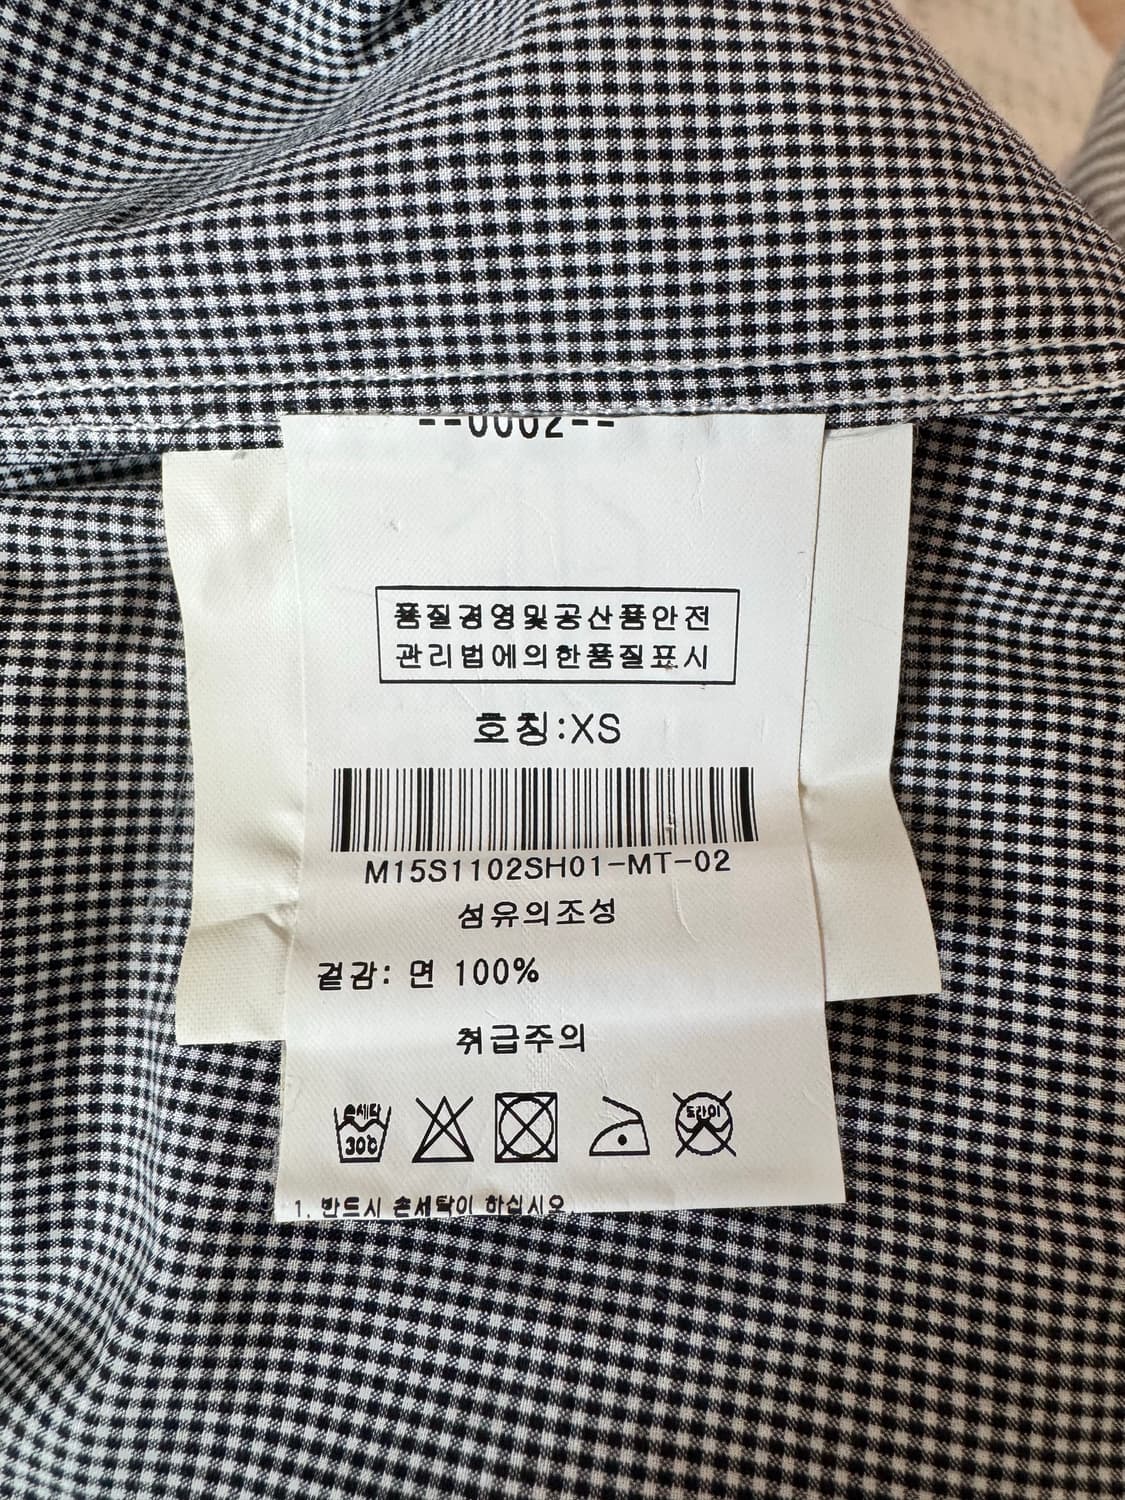 --0002--
품질경영및공산품안전
관리법에의한품질표시
호칭:XS
M15S1102SH01-MT-02
섬유의조성
겉감: 면 100%
취급주의
손세탁
30℃
드라이
1. 반드시 손세탁이 하십시오